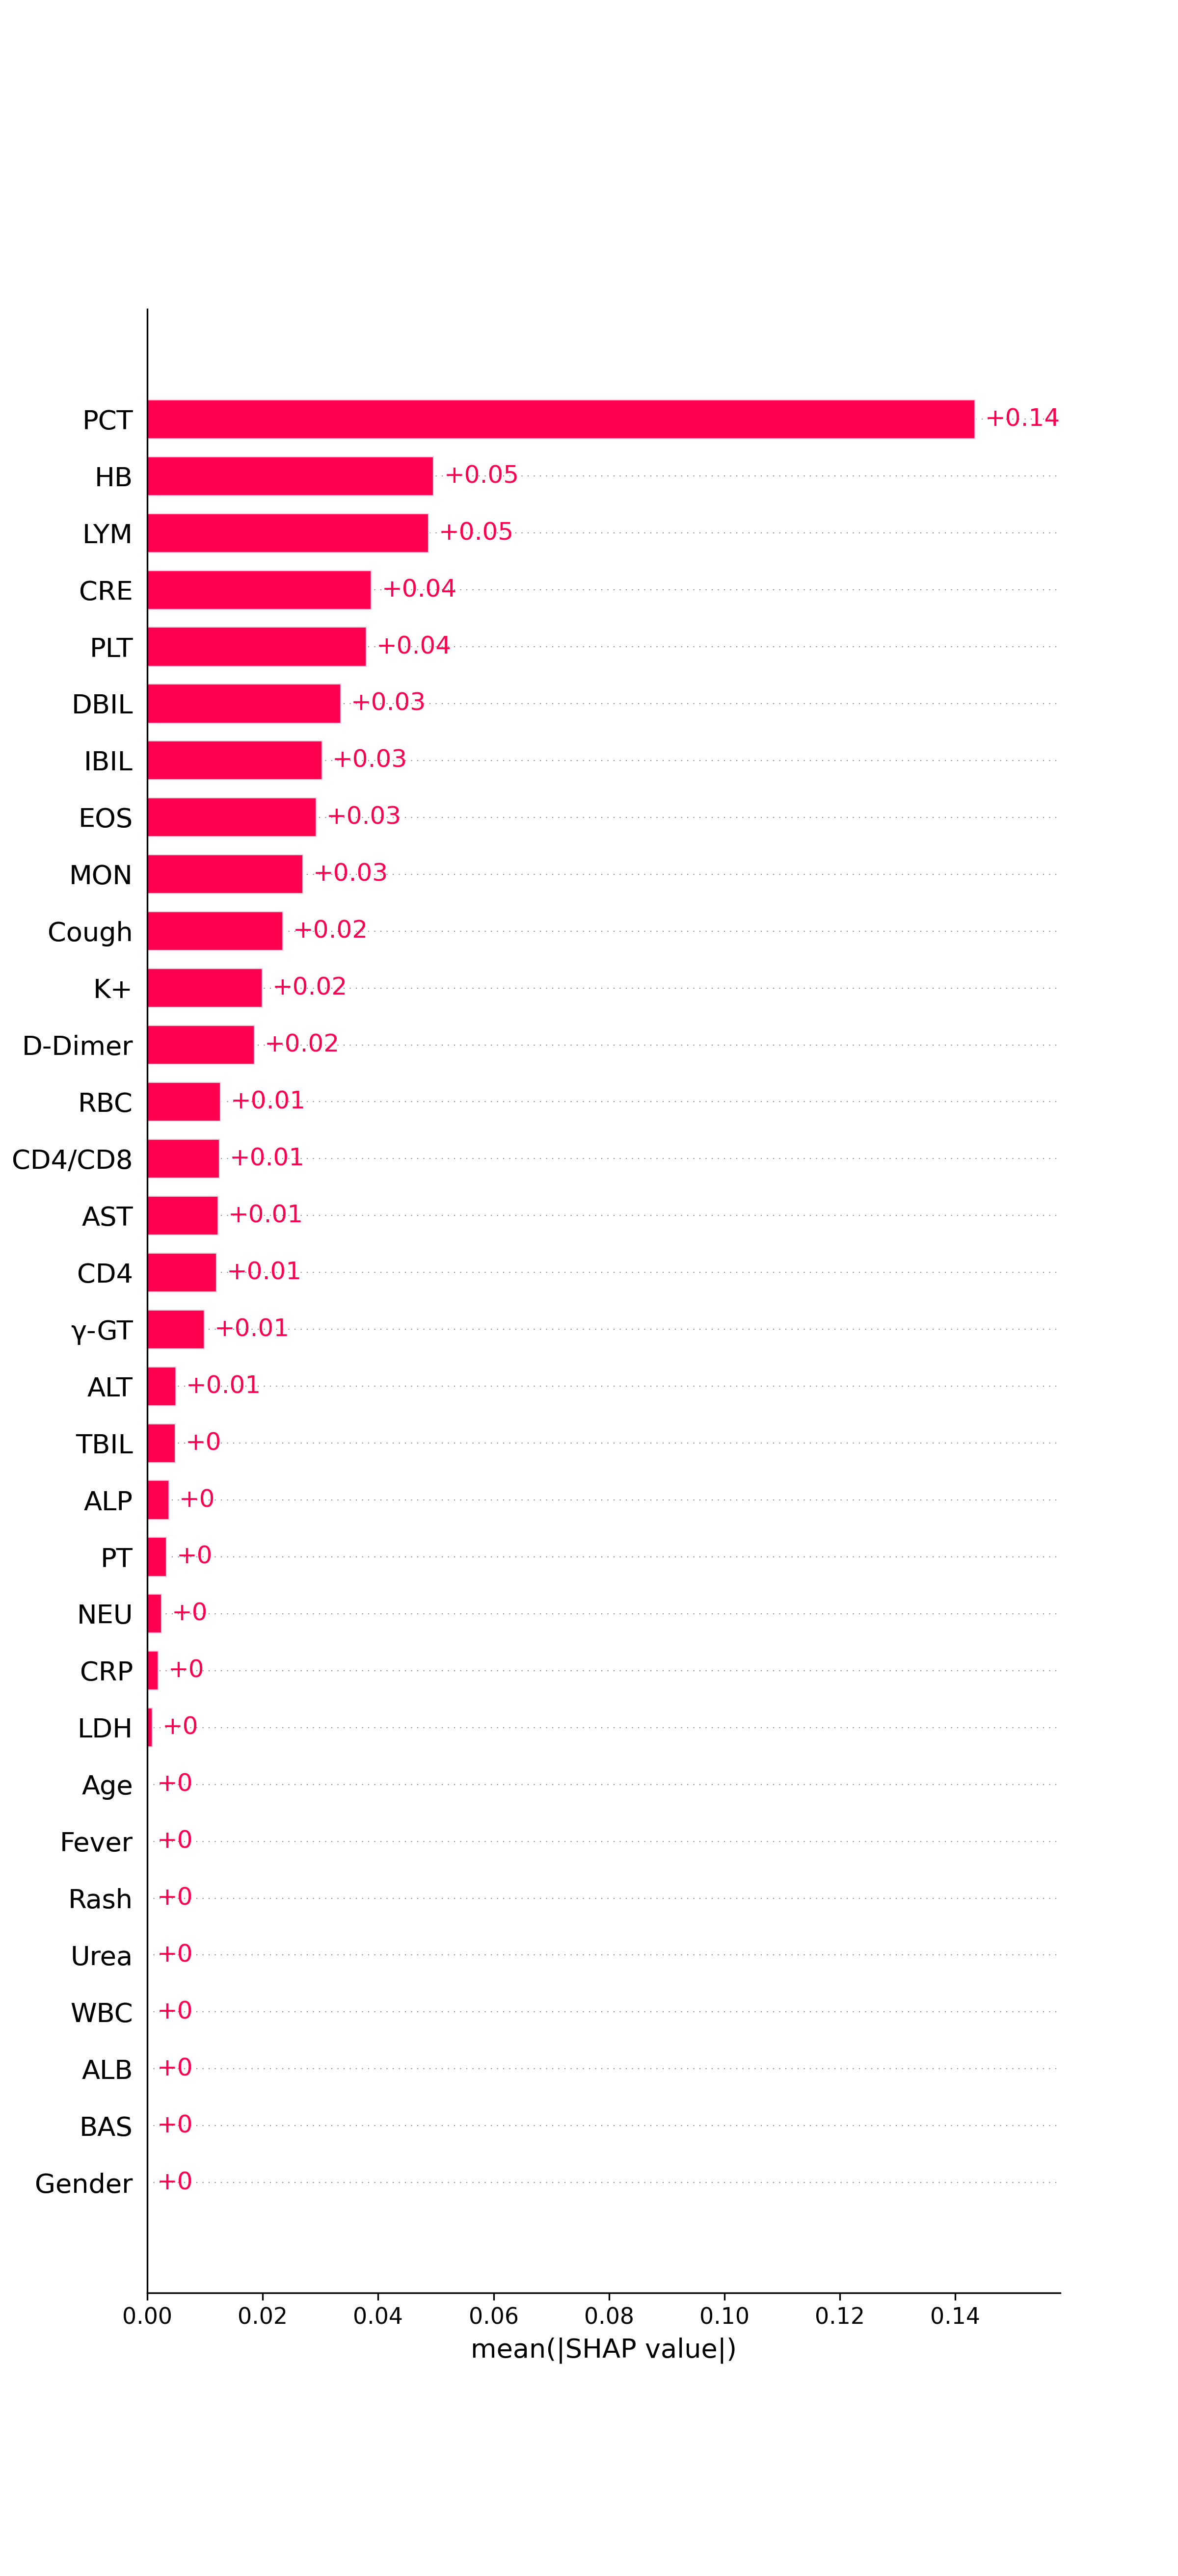 PCT +0.14
HB +0.05
LYM +0.05
CRE +0.04
PLT +0.04
DBIL +0.03
IBIL +0.03
EOS +0.03
MON +0.03
Cough +0.02
K+ +0.02
D-Dimer +0.02
RBC +0.01
CD4/CD8 +0.01
AST +0.01
CD4 +0.01
γ-GT +0.01
ALT +0.01
TBIL +0
ALP +0
PT +0
NEU +0
CRP +0
LDH +0
Age +0
Fever +0
Rash +0
Urea +0
WBC +0
ALB +0
BAS +0
Gender +0
0.00 0.02 0.04 0.06 0.08 0.10 0.12 0.14
mean(|SHAP value|)